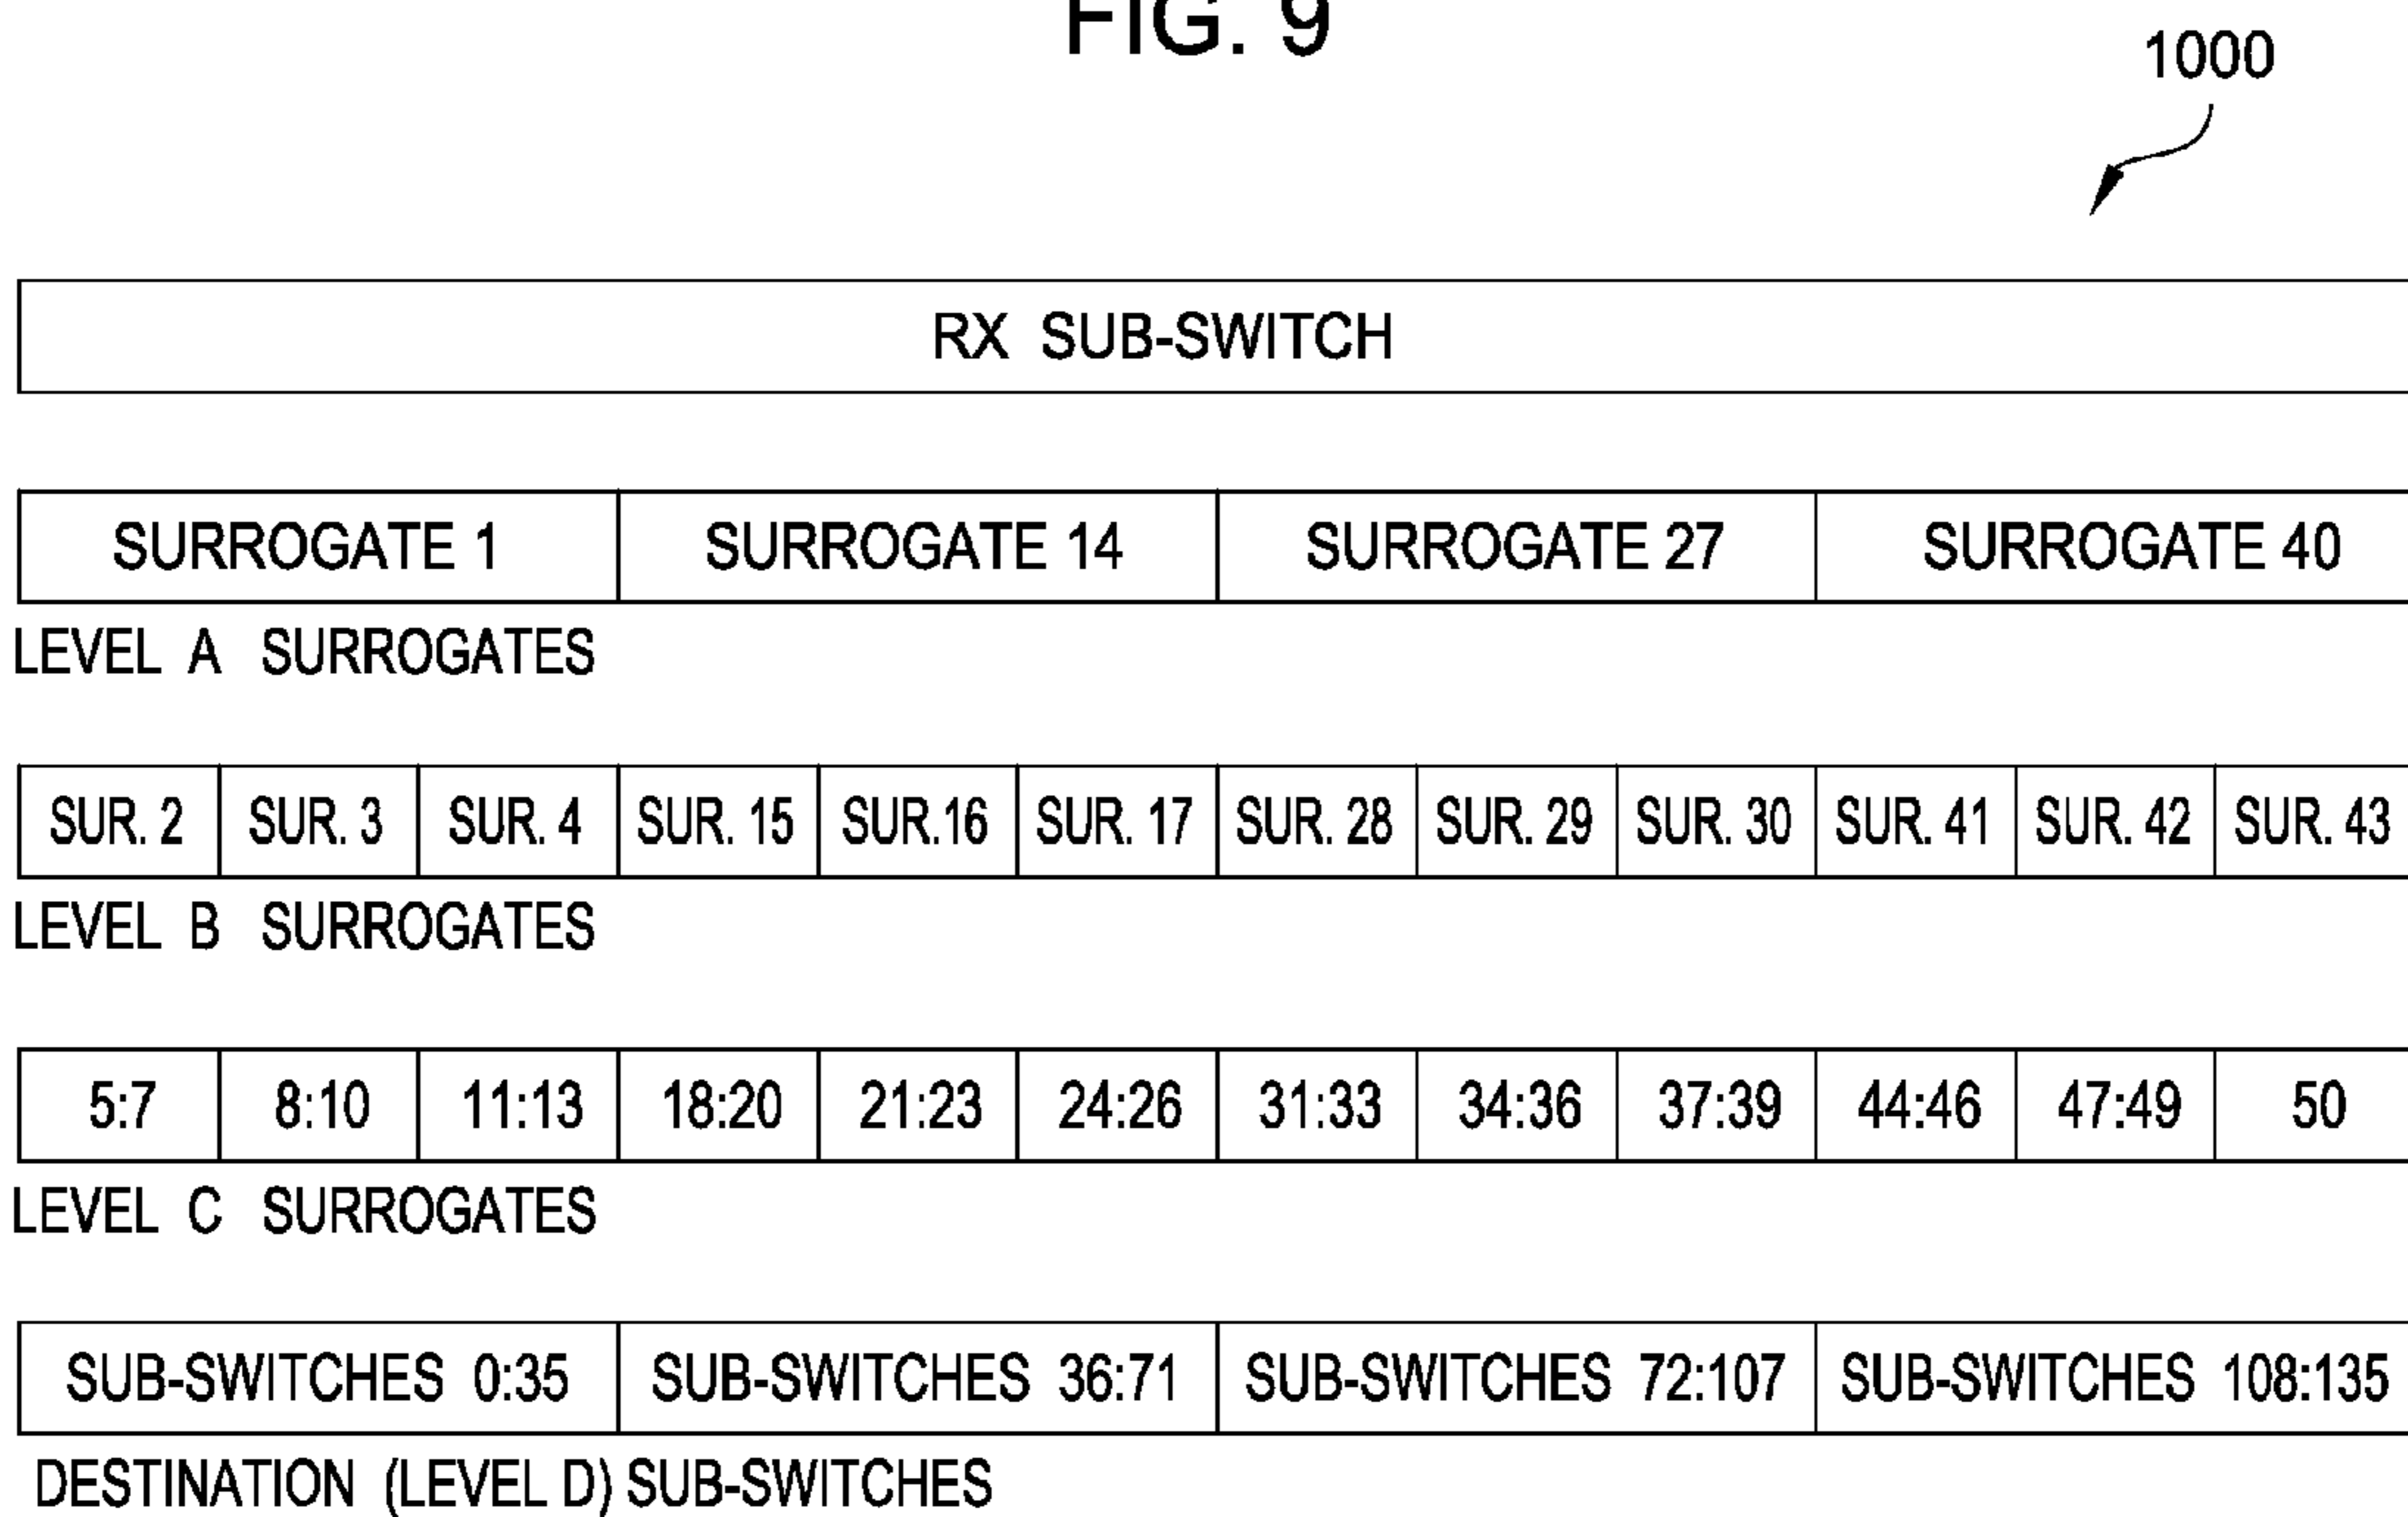 FIG. 9
1000
RX SUB-SWITCH
SURROGATE 1 SURROGATE 14 SURROGATE 27 SURROGATE 40
LEVEL A SURROGATES
SUR. 2 SUR. 3 SUR. 4 SUR. 15 SUR.16 SUR. 17 SUR. 28 SUR. 29 SUR. 30 SUR. 41 SUR. 42 SUR. 43
LEVEL B SURROGATES
5:7 8:10 11:13 18:20 21:23 24:26 31:33 34:36 37:39 44:46 47:49 50
LEVEL C SURROGATES
SUB-SWITCHES 0:35 SUB-SWITCHES 36:71 SUB-SWITCHES 72:107 SUB-SWITCHES 108:135
DESTINATION (LEVEL D) SUB-SWITCHES